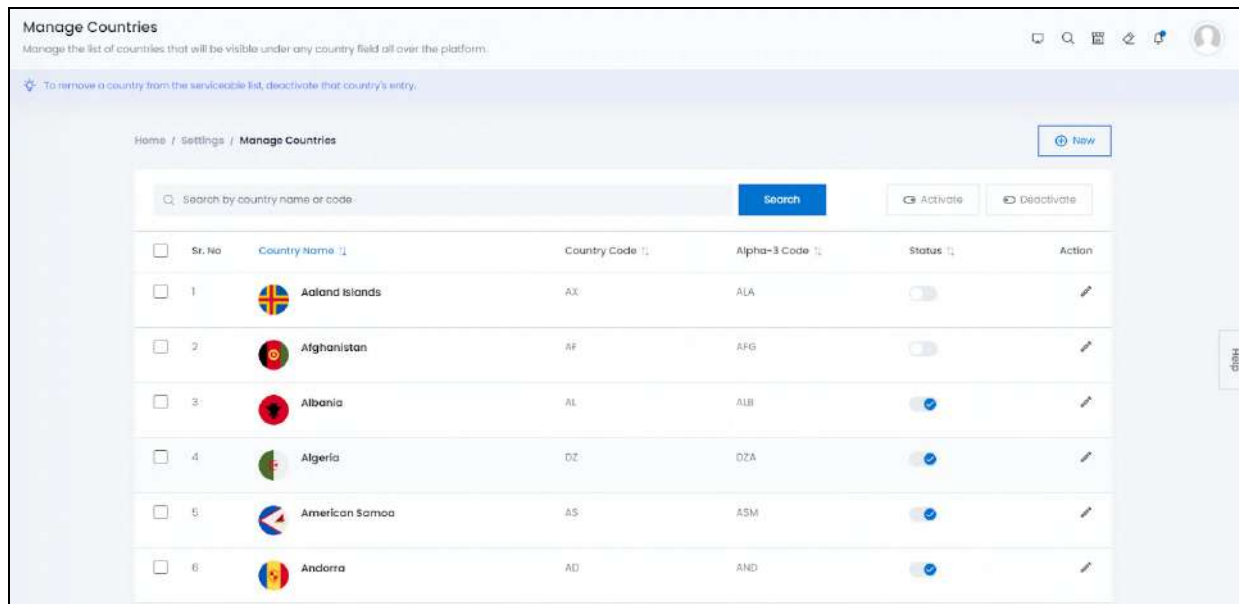 Manage Countries
Manage the list of countries that will be visible under any country field all over the platform.
To remove a country from the serviceable list, deactivate that country's entry.
Home / Settings / Manage Countries
New
Search by country name or code
Search
Activate
Deactivate
Sr. No Country Name Country Code Alpha-3 Code Status Action
1 Aaland Islands AX ALA
2 Afghanistan AF AFG
Help
3 Albania AL ALB
4 Algeria DZ DZA
5 American Samoa AS ASM
6 Andorra AD AND